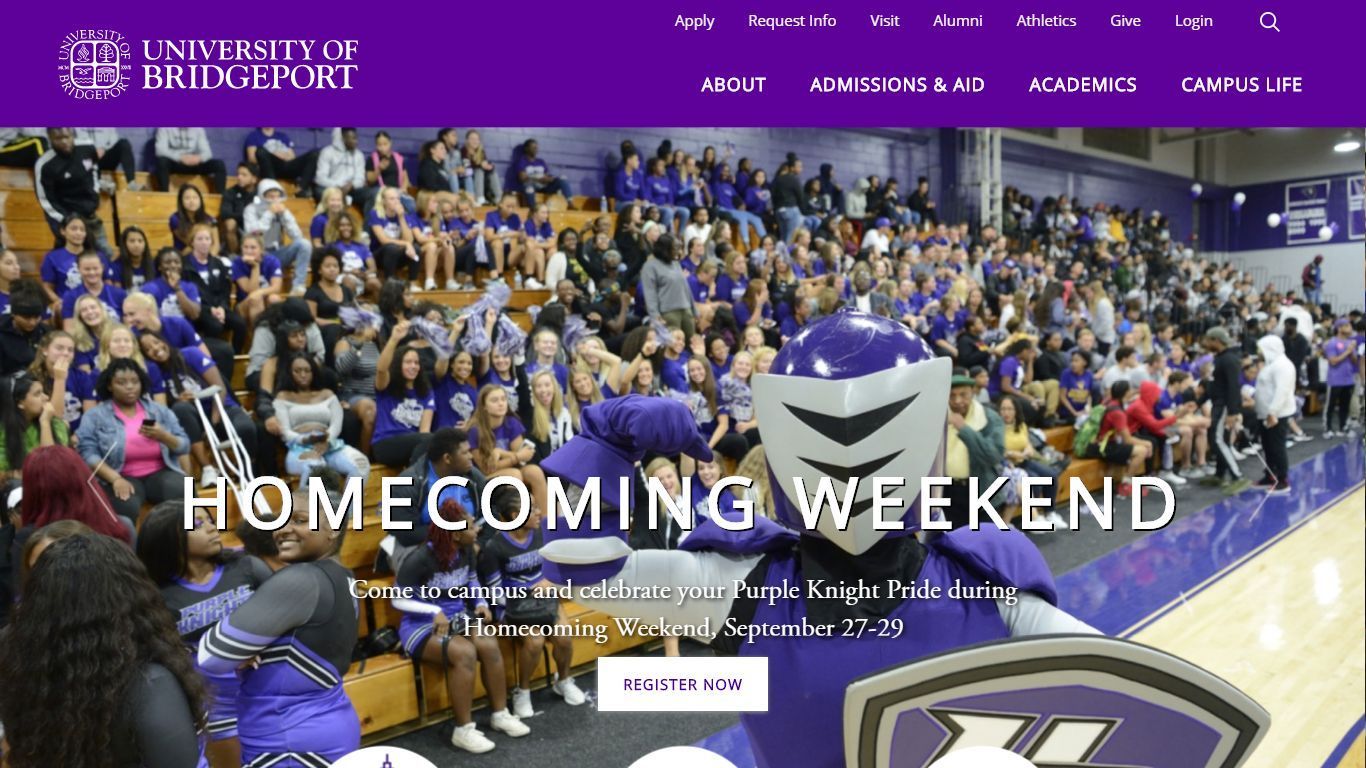 Apply Request Info Visit Alumni Athletics Give Login
UNIVERSITY OF
BRIDGEPORT
UNIVERSITY OF
BRIDGEPORT
ABOUT ADMISSIONS & AID ACADEMICS CAMPUS LIFE
HOMECOMING WEEKEND
Come to campus and celebrate your Purple Knight Pride during
Homecoming Weekend, September 27-29
REGISTER NOW
PURPLE
KNIGHTS